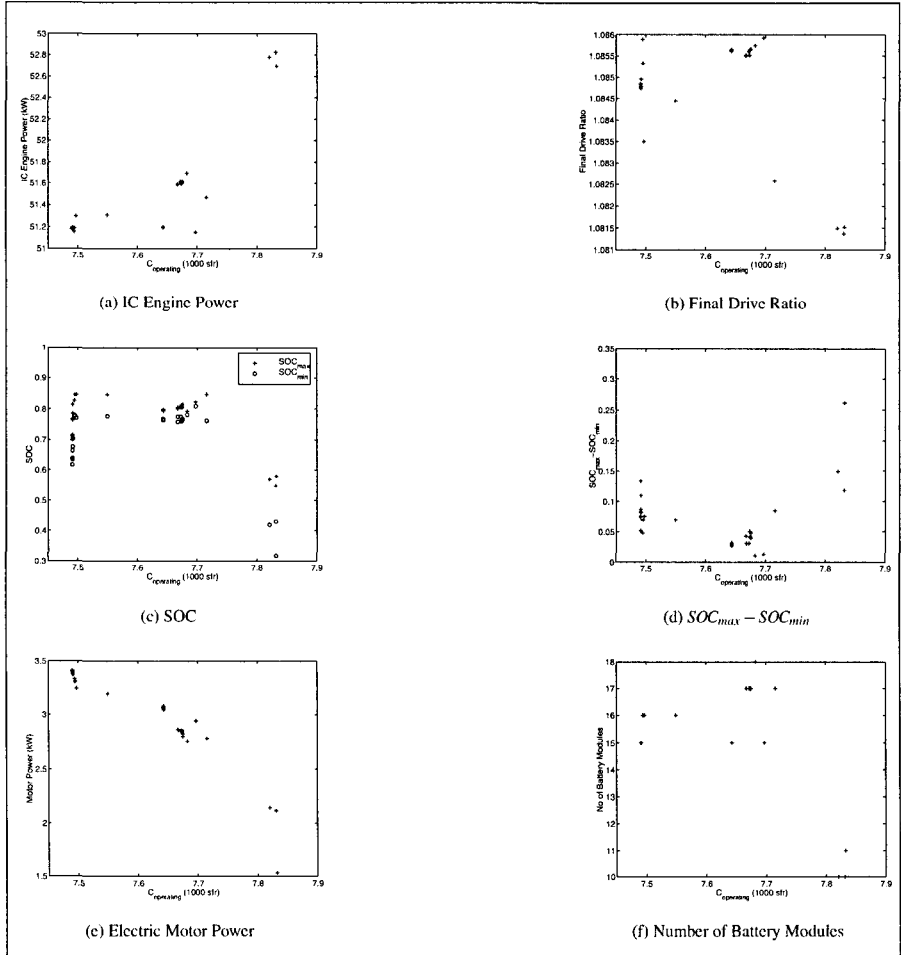 53
52.8
52.6
52.4
52.2
52
51.8
51.6
51.4
51.2
51
IC Engine Power (kW)
7.5 7.6 7.7 7.8 7.9
C_operating (1000 sfr)
(a) IC Engine Power
1.086
1.0855
1.085
1.0845
1.084
1.0835
1.083
1.0825
1.082
1.0815
1.081
Final Drive Ratio
7.5 7.6 7.7 7.8 7.9
C_operating (1000 sfr)
(b) Final Drive Ratio
1
0.9
0.8
0.7
0.6
0.5
0.4
0.3
SOC
+ SOC_max
o SOC_min
7.5 7.6 7.7 7.8 7.9
C_operating (1000 sfr)
(c) SOC
0.35
0.3
0.25
0.2
0.15
0.1
0.05
0
SOC_max-SOC_min
7.5 7.6 7.7 7.8 7.9
C_operating (1000 sfr)
(d) SOC_max − SOC_min
3.5
3
2.5
2
1.5
Motor Power (kW)
7.5 7.6 7.7 7.8 7.9
C_operating (1000 sfr)
(e) Electric Motor Power
18
17
16
15
14
13
12
11
10
No of Battery Modules
7.5 7.6 7.7 7.8 7.9
C_operating (1000 sfr)
(f) Number of Battery Modules